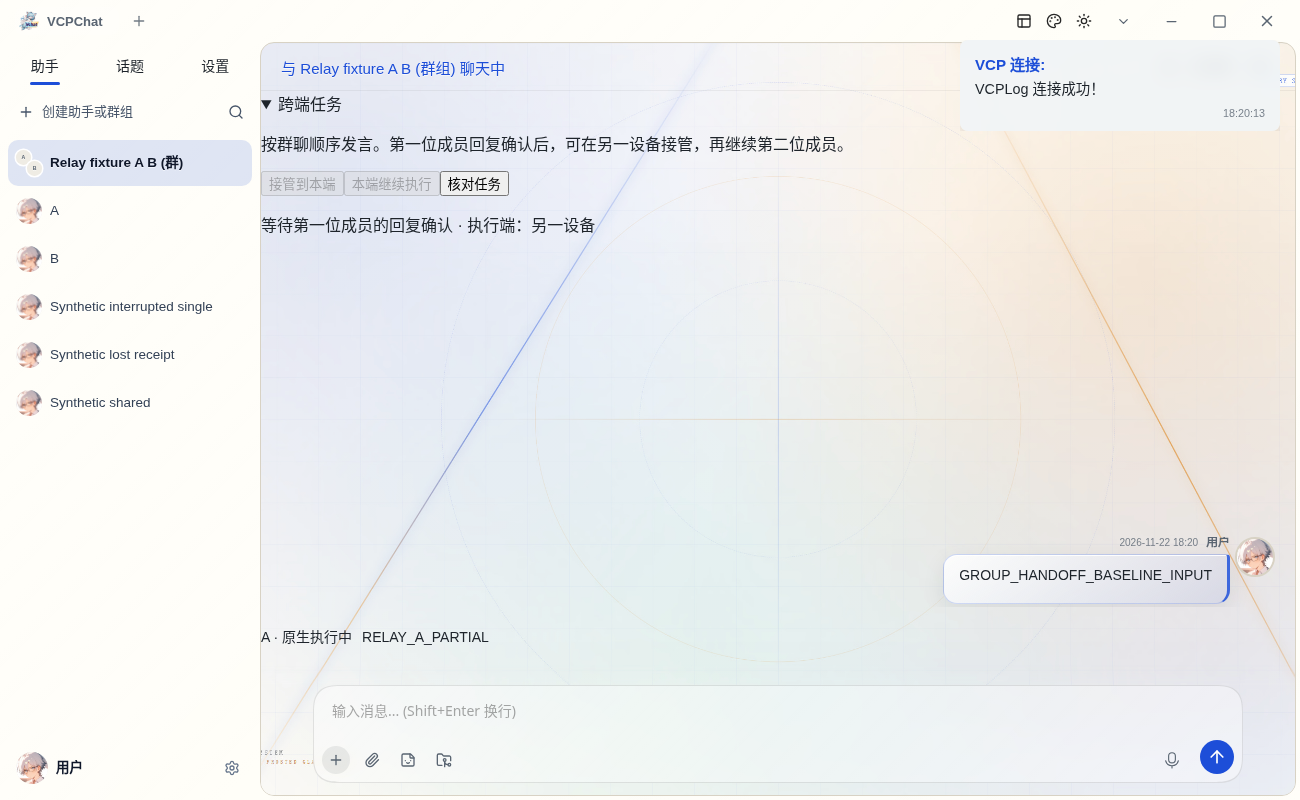 VCPChat
助手 话题 设置
创建助手或群组
Relay fixture A B (群)
A
B
Synthetic interrupted single
Synthetic lost receipt
Synthetic shared
用户
与 Relay fixture A B (群组) 聊天中
VCP 连接:
VCPLog 连接成功!
18:20:13
▼ 跨端任务
按群聊顺序发言。第一位成员回复确认后，可在另一设备接管，再继续第二位成员。
接管到本端 本端继续执行 核对任务
等待第一位成员的回复确认 · 执行端：另一设备
2026-11-22 18:20 用户
GROUP_HANDOFF_BASELINE_INPUT
A · 原生执行中 RELAY_A_PARTIAL
输入消息... (Shift+Enter 换行)